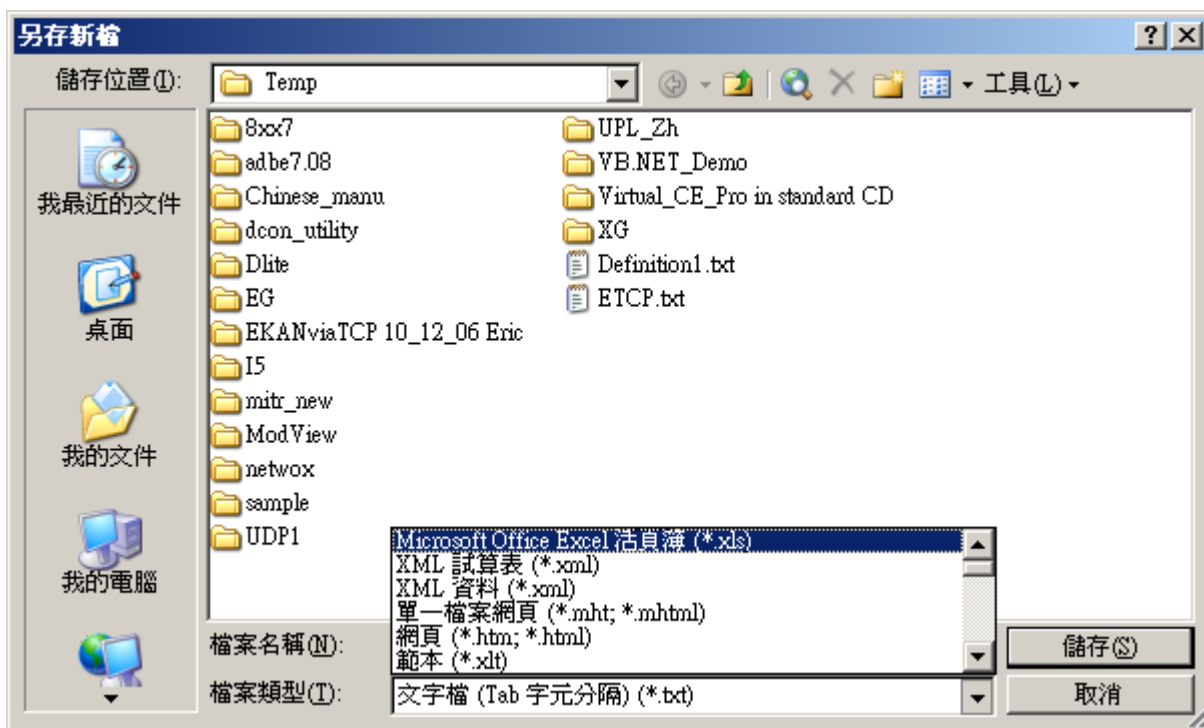 另存新檔
儲存位置(I):
Temp
工具(L)
我最近的文件
桌面
我的文件
我的電腦
8xx7
adbe7.08
Chinese_manu
dcon_utility
Dlite
EG
EKANviaTCP 10_12_06 Eric
I5
mitr_new
ModView
netwox
sample
UDP1
UPL_Zh
VB.NET_Demo
Virtual_CE_Pro in standard CD
XG
Definition1.txt
ETCP.txt
Microsoft Office Excel 活頁簿 (*.xls)
XML 試算表 (*.xml)
XML 資料 (*.xml)
單一檔案網頁 (*.mht; *.mhtml)
網頁 (*.htm; *.html)
範本 (*.xlt)
檔案名稱(N):
儲存(S)
檔案類型(T):
文字檔 (Tab 字元分隔) (*.txt)
取消